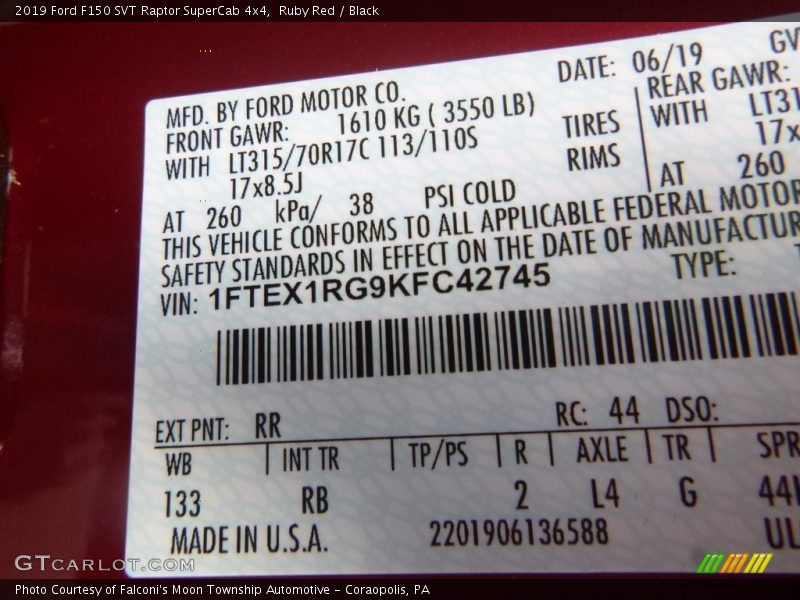 2019 Ford F150 SVT Raptor SuperCab 4x4, Ruby Red / Black
MFD. BY FORD MOTOR CO.
DATE: 06/19
FRONT GAWR: 1610 KG ( 3550 LB)
REAR GAWR:
WITH LT315/70R17C 113/110S TIRES
WITH
17x8.5J RIMS
AT 260 kPa/ 38 PSI COLD
AT 260
THIS VEHICLE CONFORMS TO ALL APPLICABLE FEDERAL MOTOR
SAFETY STANDARDS IN EFFECT ON THE DATE OF
VIN: 1FTEX1RG9KFC42745 TYPE:
EXT PNT: RR RC: 44 DSO:
WB INT TR TP/PS R AXLE TR SPR
133 RB 2 L4 G
MADE IN U.S.A. 2201906136588
GTCARLOT.COM
Photo Courtesy of Falconi's Moon Township Automotive - Coraopolis, PA